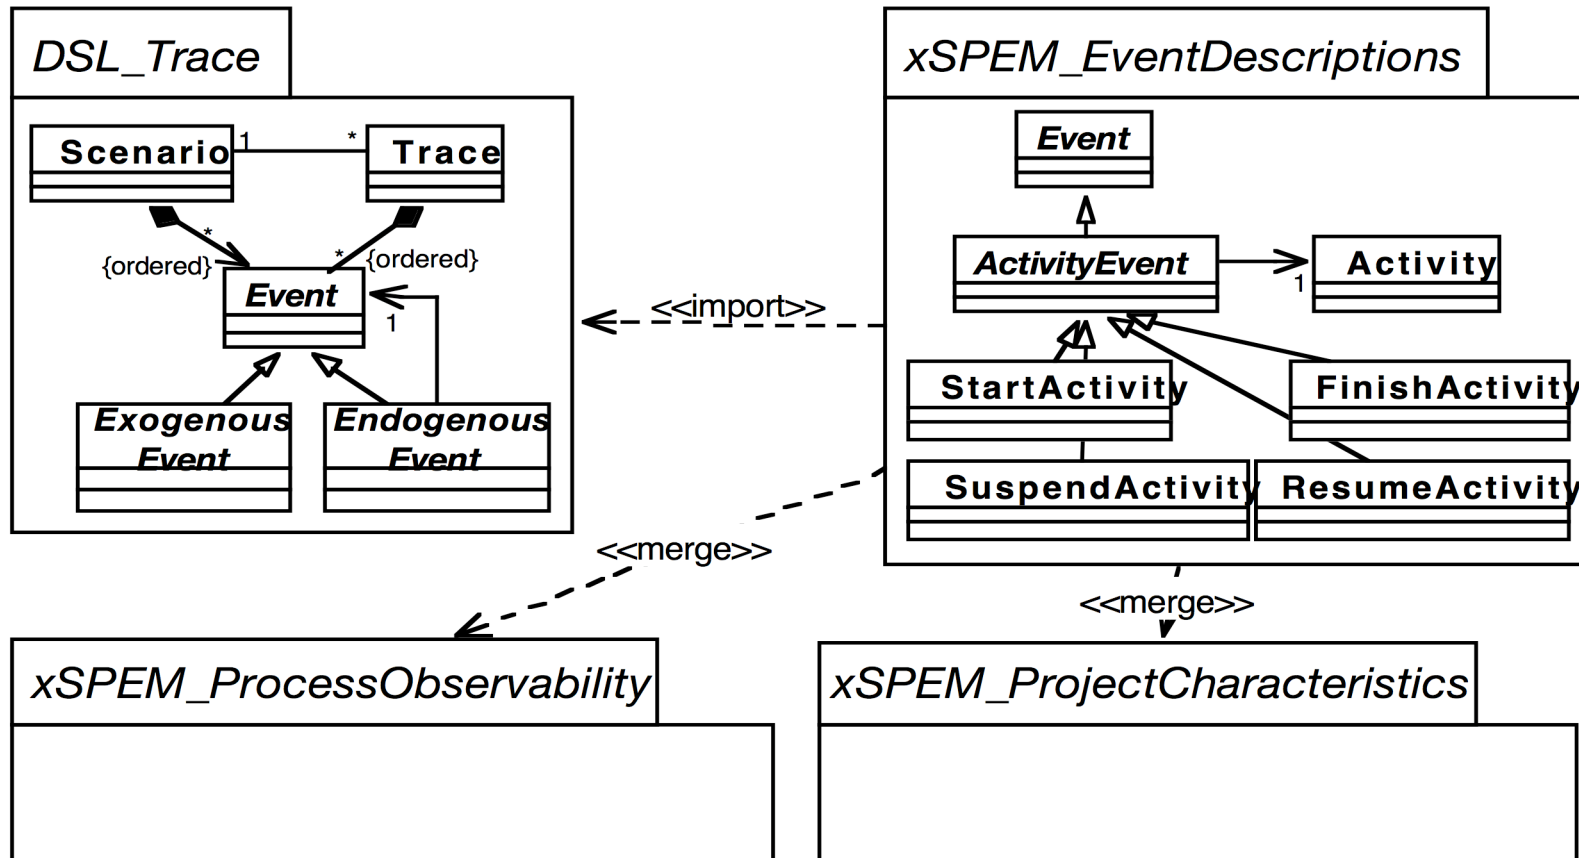 DSL_Trace
Scenario
1
*
Trace
*
{ordered}
*
{ordered}
Event
1
Exogenous
Event
Endogenous
Event
<<import>>
xSPEM_EventDescriptions
Event
ActivityEvent
1
Activity
StartActivity
FinishActivity
SuspendActivity
ResumeActivity
<<merge>>
<<merge>>
xSPEM_ProcessObservability
xSPEM_ProjectCharacteristics